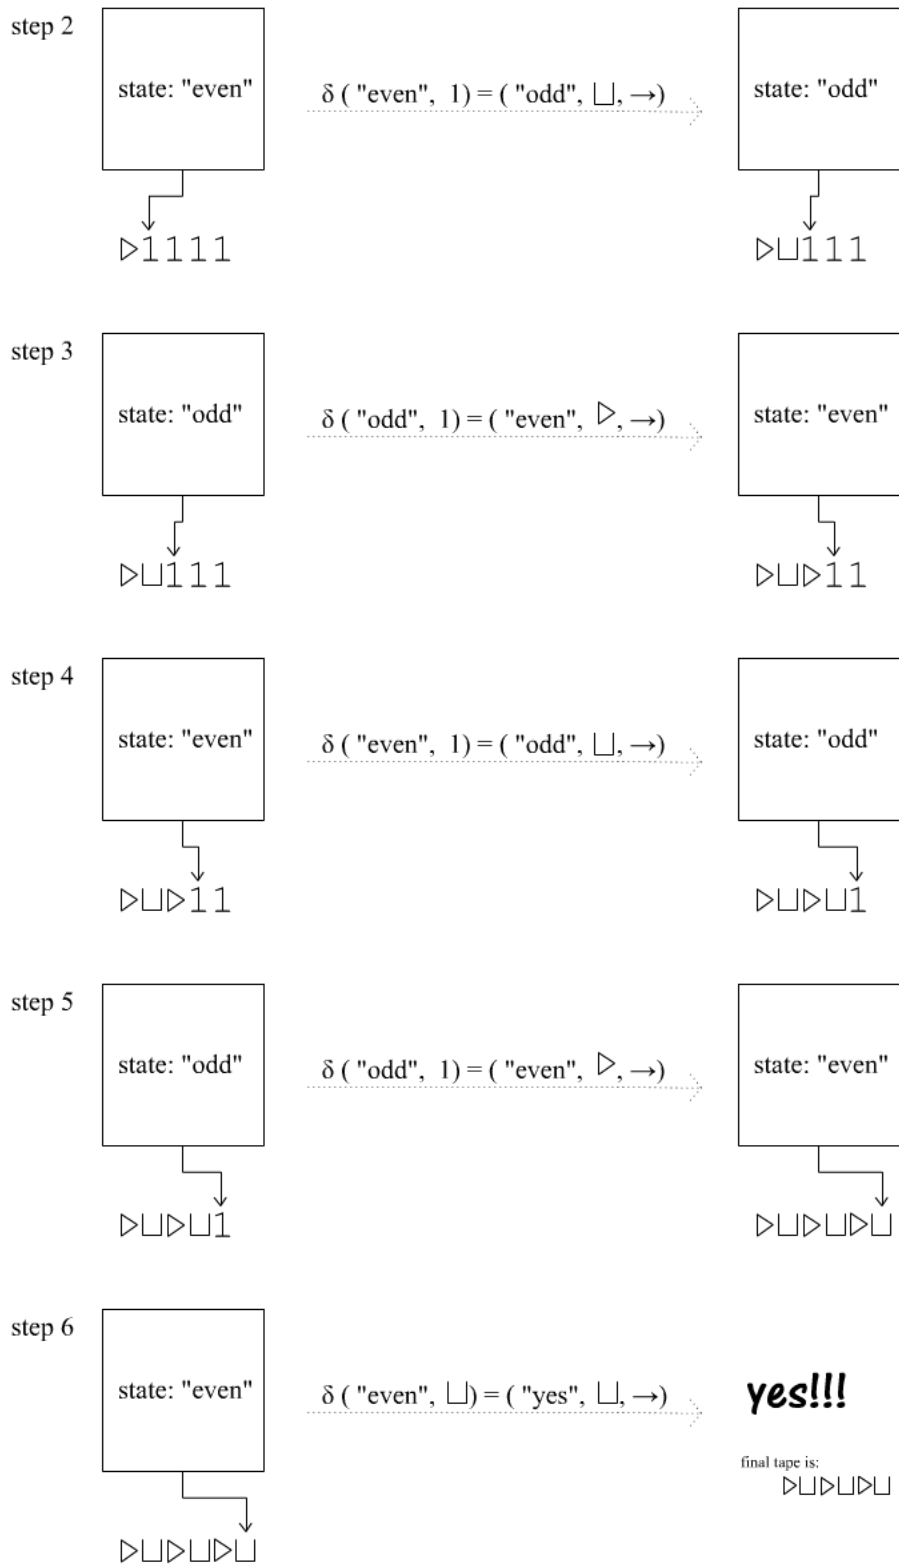 step 2
state: "even"
δ ( "even", 1) = ( "odd", ⊔, →)
state: "odd"
▷1111
▷⊔111
step 3
state: "odd"
δ ( "odd", 1) = ( "even", ▷, →)
state: "even"
▷⊔111
▷⊔▷11
step 4
state: "even"
δ ( "even", 1) = ( "odd", ⊔, →)
state: "odd"
▷⊔▷11
▷⊔▷⊔1
step 5
state: "odd"
δ ( "odd", 1) = ( "even", ▷, →)
state: "even"
▷⊔▷⊔1
▷⊔▷⊔▷⊔
step 6
state: "even"
δ ( "even", ⊔) = ( "yes", ⊔, →)
yes!!!
final tape is:
▷⊔▷⊔▷⊔
▷⊔▷⊔▷⊔